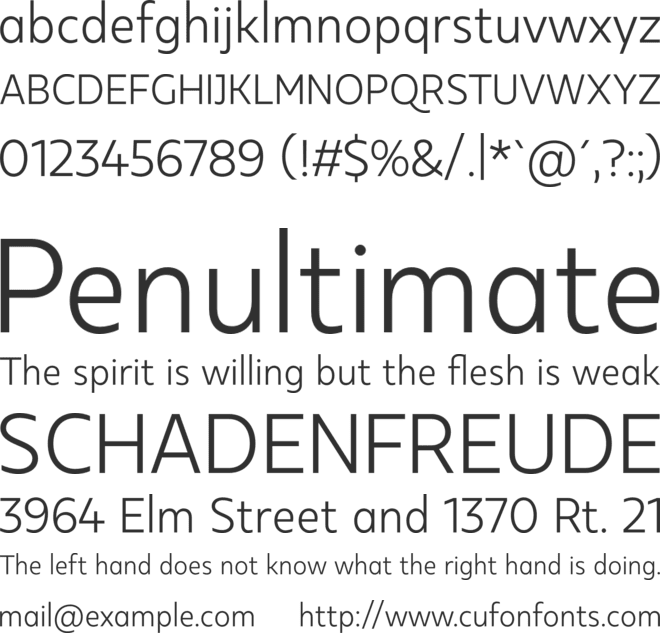 abcdefghijklmnopqrstuvwxyz
ABCDEFGHIJKLMNOPQRSTUVWXYZ
0123456789 (!#$%&/.|*`@´,?:;)
Penultimate
The spirit is willing but the flesh is weak
SCHADENFREUDE
3964 Elm Street and 1370 Rt. 21
The left hand does not know what the right hand is doing.
mail@example.com http://www.cufonfonts.com